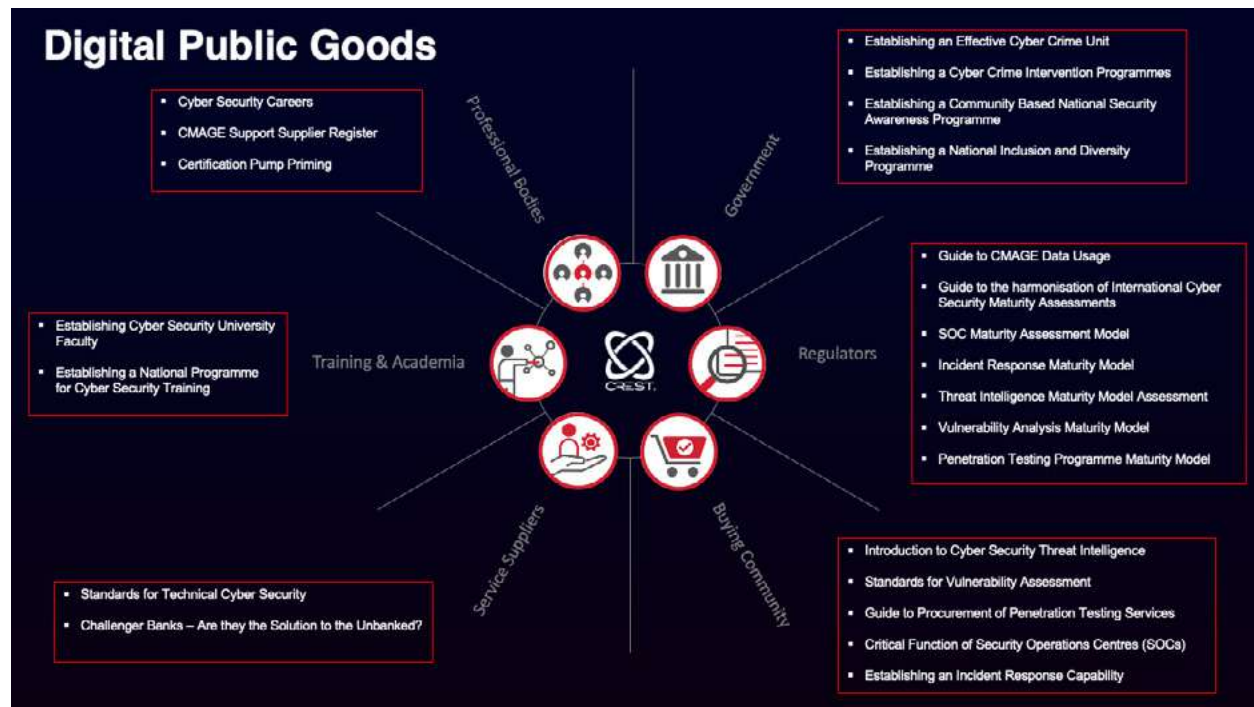 Digital Public Goods
▪ Cyber Security Careers
▪ CMAGE Support Supplier Register
▪ Certification Pump Priming
Professional Bodies
Government
▪ Establishing an Effective Cyber Crime Unit
▪ Establishing a Cyber Crime Intervention Programmes
▪ Establishing a Community Based National Security
Awareness Programme
▪ Establishing a National Inclusion and Diversity
Programme
▪ Establishing Cyber Security University
Faculty
▪ Establishing a National Programme
for Cyber Security Training
Training & Academia
CREST.
Regulators
▪ Guide to CMAGE Data Usage
▪ Guide to the harmonisation of International Cyber
Security Maturity Assessments
▪ SOC Maturity Assessment Model
▪ Incident Response Maturity Model
▪ Threat Intelligence Maturity Model Assessment
▪ Vulnerability Analysis Maturity Model
▪ Penetration Testing Programme Maturity Model
▪ Standards for Technical Cyber Security
▪ Challenger Banks – Are they the Solution to the Unbanked?
Service Suppliers
Buying Community
▪ Introduction to Cyber Security Threat Intelligence
▪ Standards for Vulnerability Assessment
▪ Guide to Procurement of Penetration Testing Services
▪ Critical Function of Security Operations Centres (SOCs)
▪ Establishing an Incident Response Capability